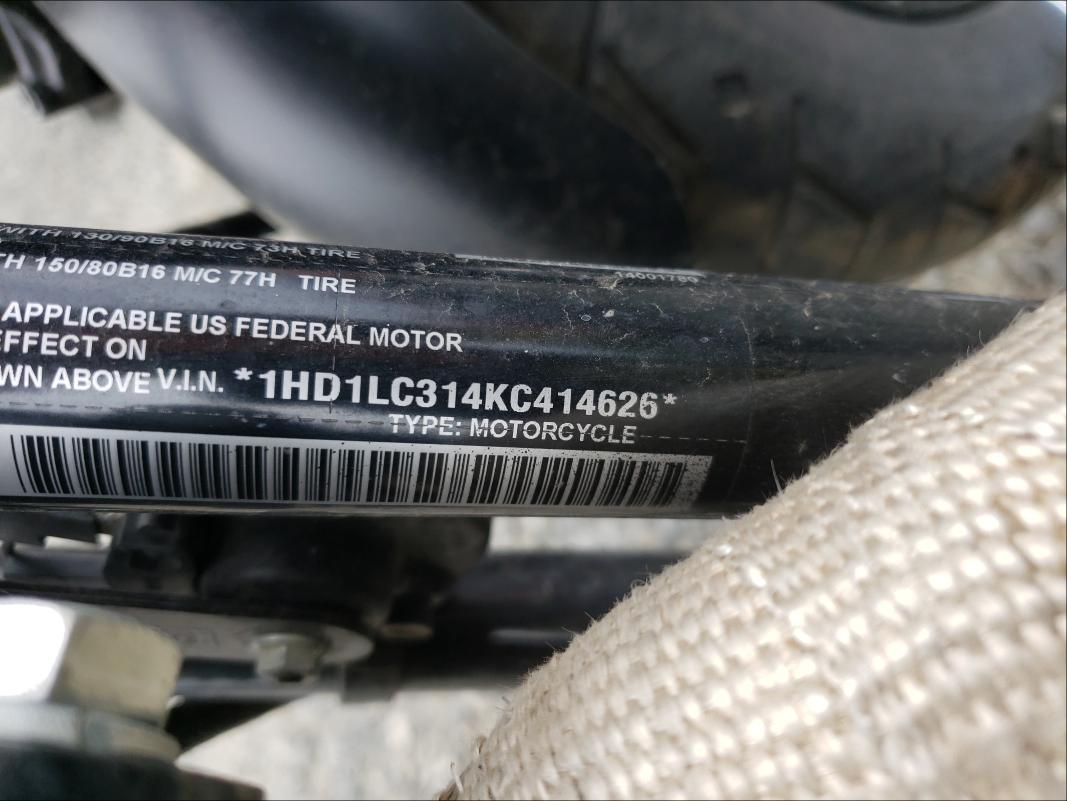 WITH 130/90B16 M/C 73H TIRE
TH 150/80B16 M/C 77H TIRE
14001780
APPLICABLE US FEDERAL MOTOR
EFFECT ON
WN ABOVE V.I.N. *1HD1LC314KC414626*
TYPE: MOTORCYCLE